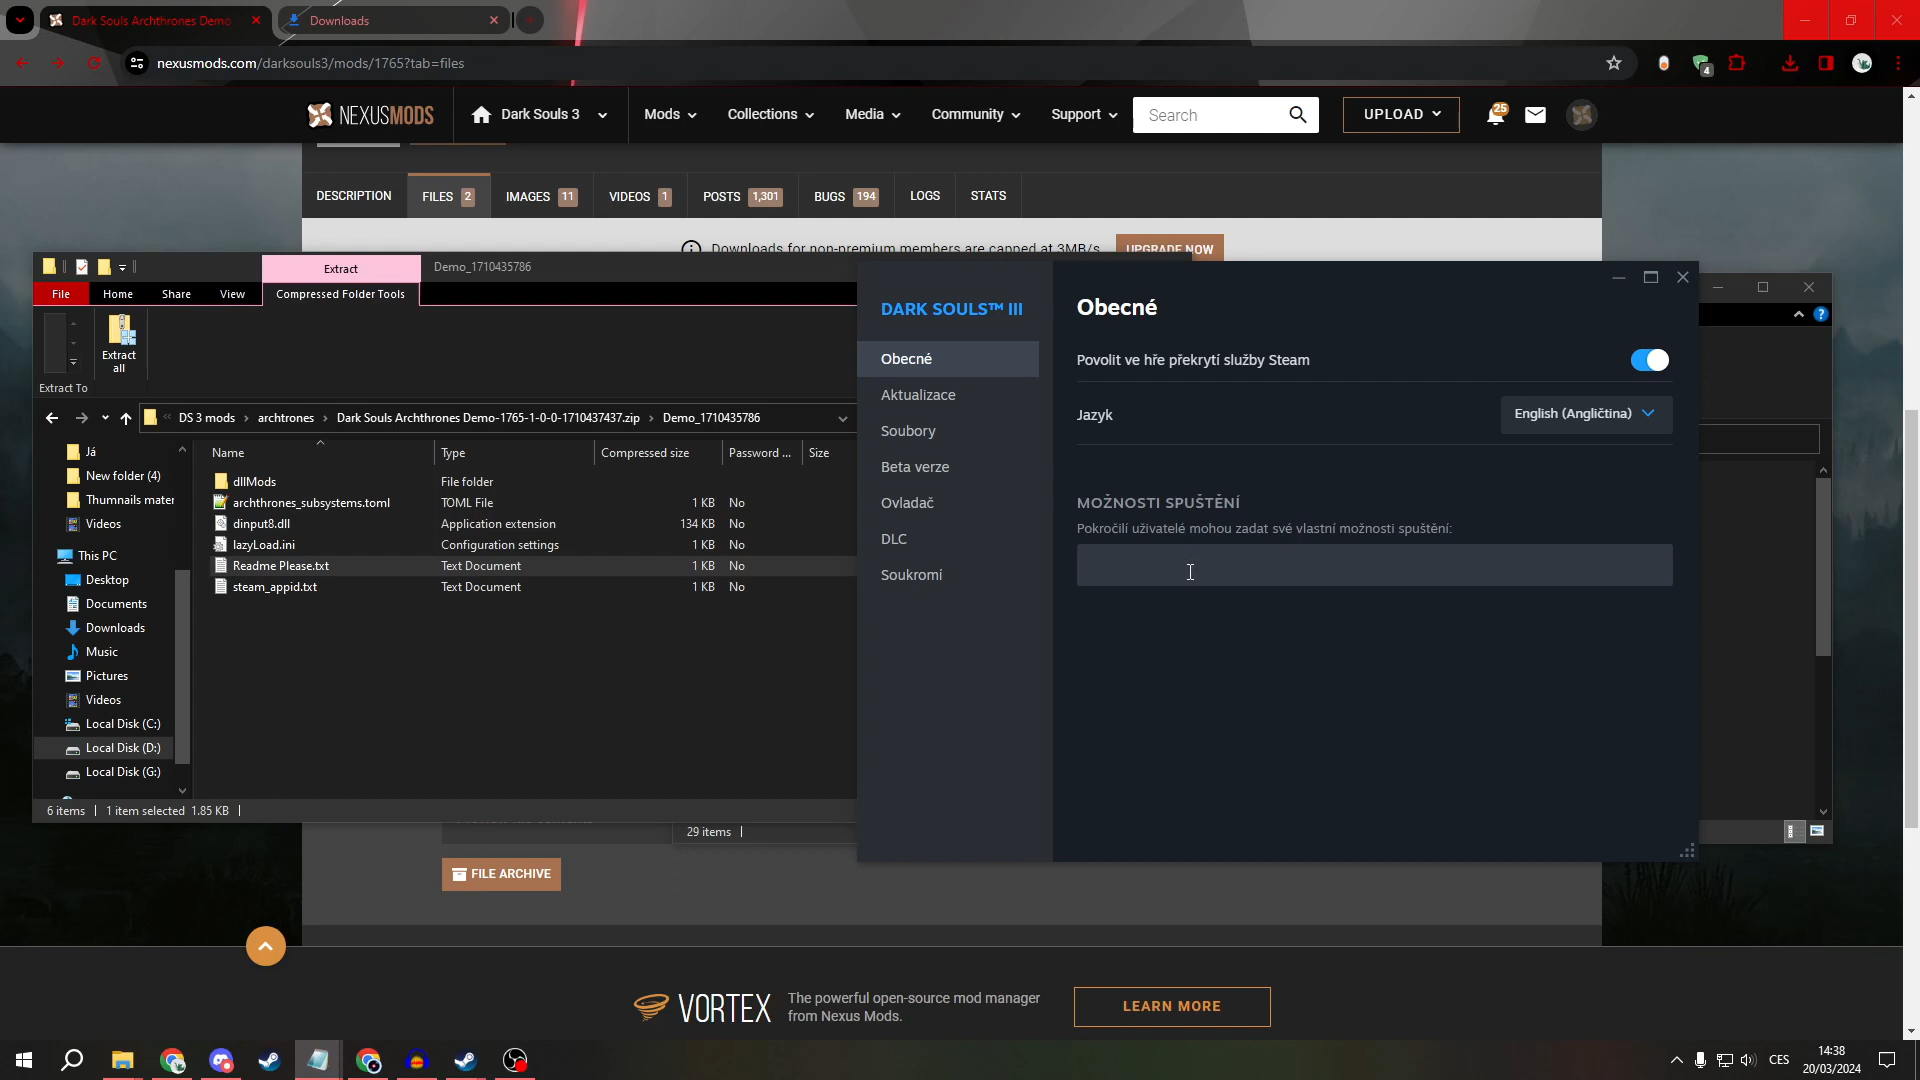 Dark Souls Archthrones Demo
Downloads
nexusmods.com/darksouls3/mods/1765?tab=files
4
NEXUSMODS
Dark Souls 3
Mods
Collections
Media
Community
Support
Search
UPLOAD
25
DESCRIPTION
FILES 2
IMAGES 11
VIDEOS 1
POSTS 1,301
BUGS 194
LOGS
STATS
Downloads for non-premium members are capped at 3MB/s
UPGRADE NOW
Extract
Demo_1710435786
File
Home
Share
View
Compressed Folder Tools
Extract all
Extract To
DS 3 mods › archtrones › Dark Souls Archthrones Demo-1765-1-0-0-1710437437.zip › Demo_1710435786
Já
New folder (4)
Thumnails mater
Videos
This PC
Desktop
Documents
Downloads
Music
Pictures
Videos
Local Disk (C:)
Local Disk (D:)
Local Disk (G:)
Name Type Compressed size Password ... Size
dllMods File folder
archthrones_subsystems.toml TOML File 1 KB No
dinput8.dll Application extension 134 KB No
lazyLoad.ini Configuration settings 1 KB No
Readme Please.txt Text Document 1 KB No
steam_appid.txt Text Document 1 KB No
6 items
1 item selected 1.85 KB
29 items
DARK SOULS™ III
Obecné
Aktualizace
Soubory
Beta verze
Ovladač
DLC
Soukromí
Obecné
Povolit ve hře překrytí služby Steam
Jazyk
English (Angličtina)
MOŽNOSTI SPUŠTĚNÍ
Pokročilí uživatelé mohou zadat své vlastní možnosti spuštění:
FILE ARCHIVE
VORTEX
The powerful open-source mod manager
from Nexus Mods.
LEARN MORE
CES
14:38
20/03/2024